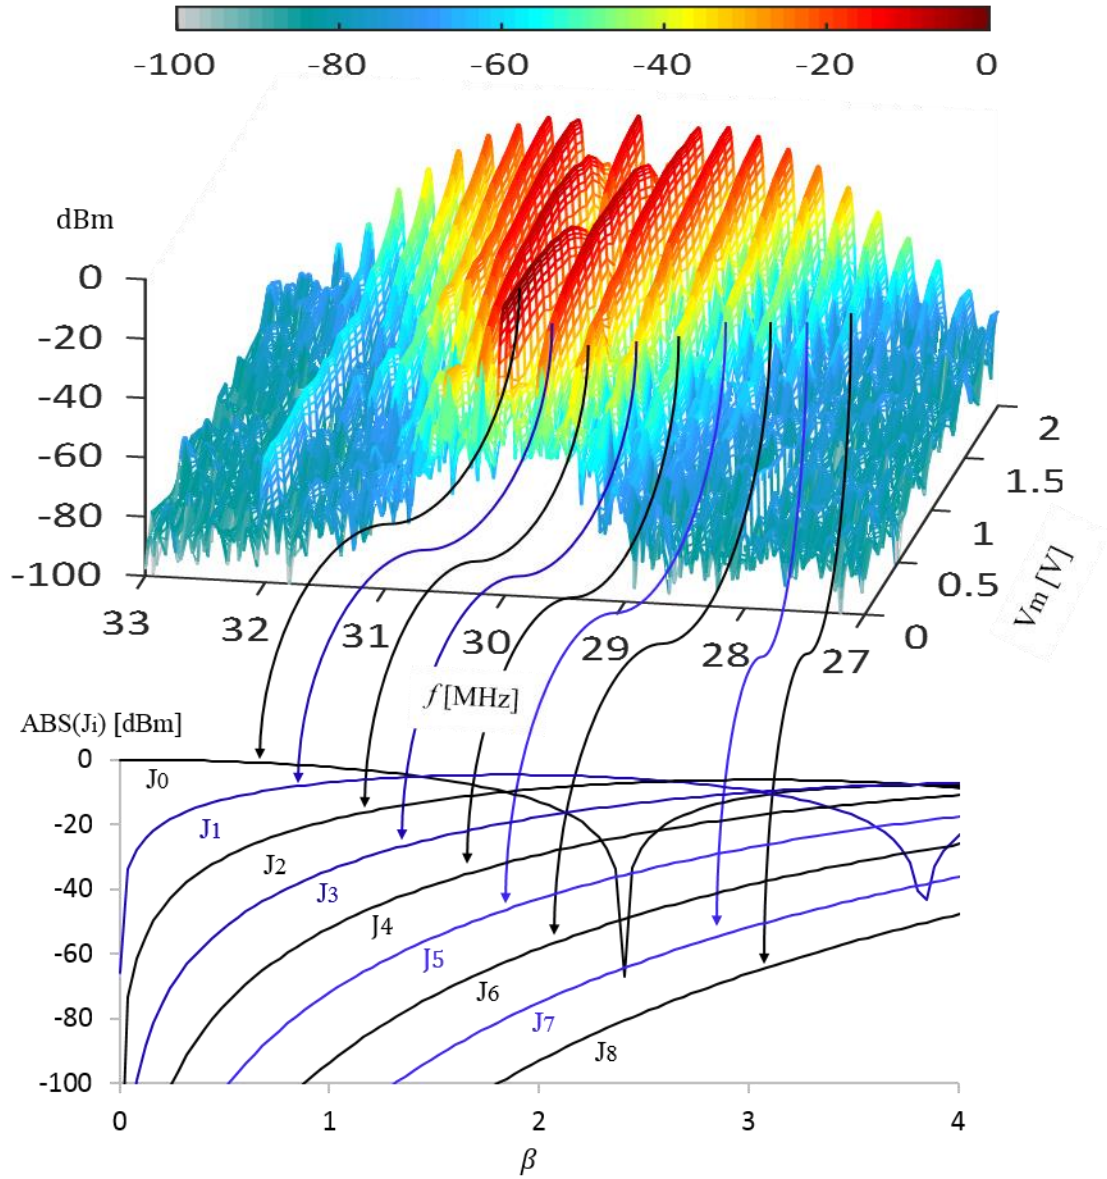 -100 -80 -60 -40 -20 0
dBm
0
-20
-40
-60
-80
-100
33 32 31 30 29 28 27
0 0.5 1 1.5 2
Vm [V]
f [MHz]
ABS(Ji) [dBm]
0
-20
-40
-60
-80
-100
J0
J1
J2
J3
J4
J5
J6
J7
J8
0 1 2 3 4
β